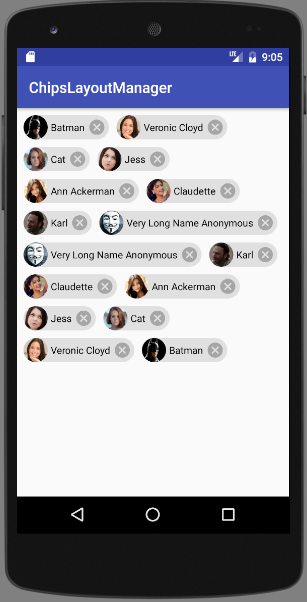 LTE 9:05
ChipsLayoutManager
Batman Veronic Cloyd
Cat Jess
Ann Ackerman Claudette
Karl Very Long Name Anonymous
Very Long Name Anonymous Karl
Claudette Ann Ackerman
Jess Cat
Veronic Cloyd Batman